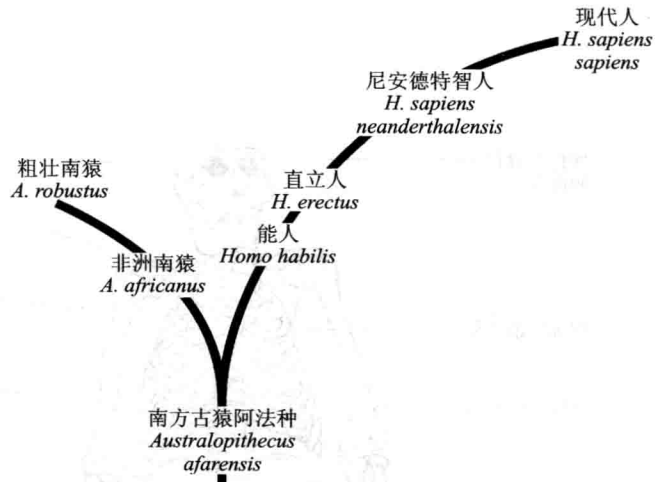 现代人
H. sapiens
sapiens
尼安德特智人
H. sapiens
neanderthalensis
粗壮南猿
A. robustus
直立人
H. erectus
能人
Homo habilis
非洲南猿
A. africanus
南方古猿阿法种
Australopithecus
afarensis